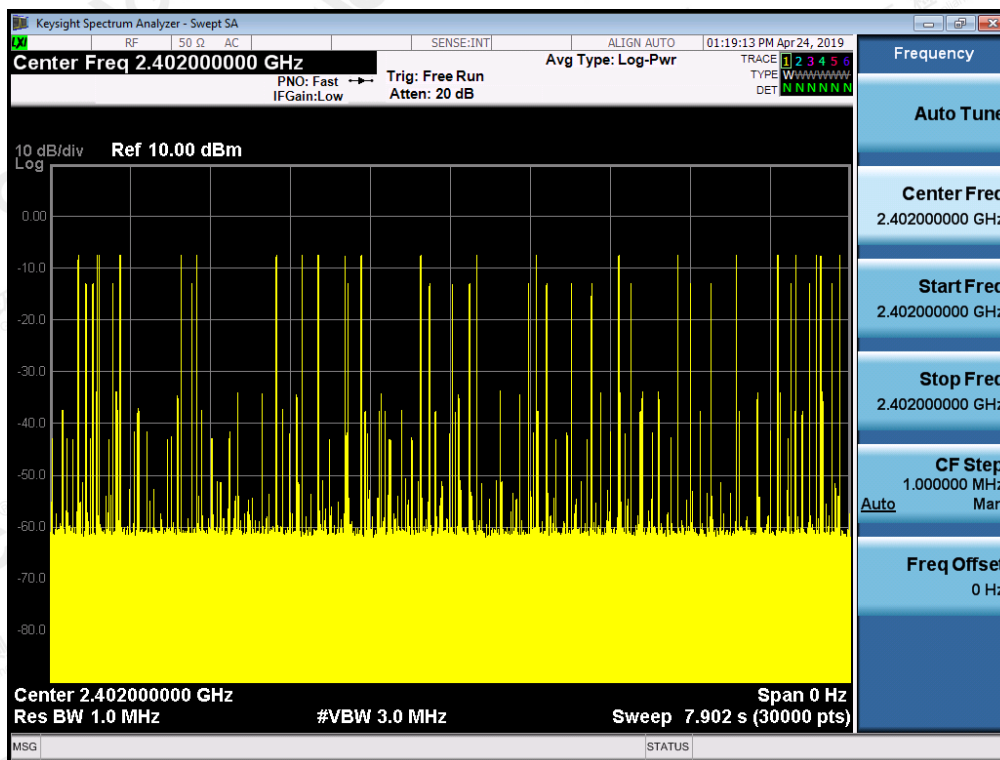 Keysight Spectrum Analyzer - Swept SA
LXI RF 50 Ω AC SENSE:INT ALIGN AUTO 01:19:13 PM Apr 24, 2019
Center Freq 2.402000000 GHz
PNO: Fast
IFGain:Low
Trig: Free Run
Atten: 20 dB
Avg Type: Log-Pwr
TRACE 1 2 3 4 5 6
TYPE WWWWWW
DET N N N N N N
10 dB/div Ref 10.00 dBm
Log
0.00
-10.0
-20.0
-30.0
-40.0
-50.0
-60.0
-70.0
-80.0
Center 2.402000000 GHz Span 0 Hz
Res BW 1.0 MHz #VBW 3.0 MHz Sweep 7.902 s (30000 pts)
MSG STATUS
Frequency
Auto Tune
Center Freq
2.402000000 GHz
Start Freq
2.402000000 GHz
Stop Freq
2.402000000 GHz
CF Step
1.000000 MHz
Auto Man
Freq Offset
0 Hz